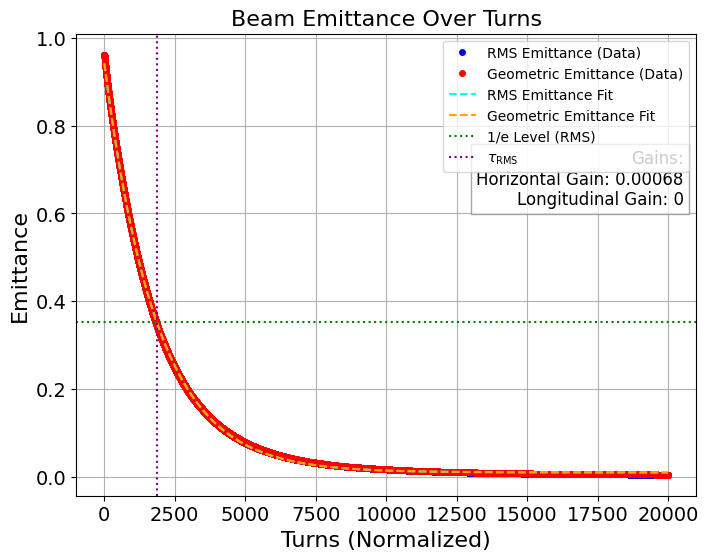 Beam Emittance Over Turns
1.0
0.8
0.6
0.4
0.2
0.0
Emittance
RMS Emittance (Data)
Geometric Emittance (Data)
RMS Emittance Fit
Geometric Emittance Fit
1/e Level (RMS)
τRMS
Gains:
Horizontal Gain: 0.00068
Longitudinal Gain: 0
0 2500 5000 7500 10000 12500 15000 17500 20000
Turns (Normalized)